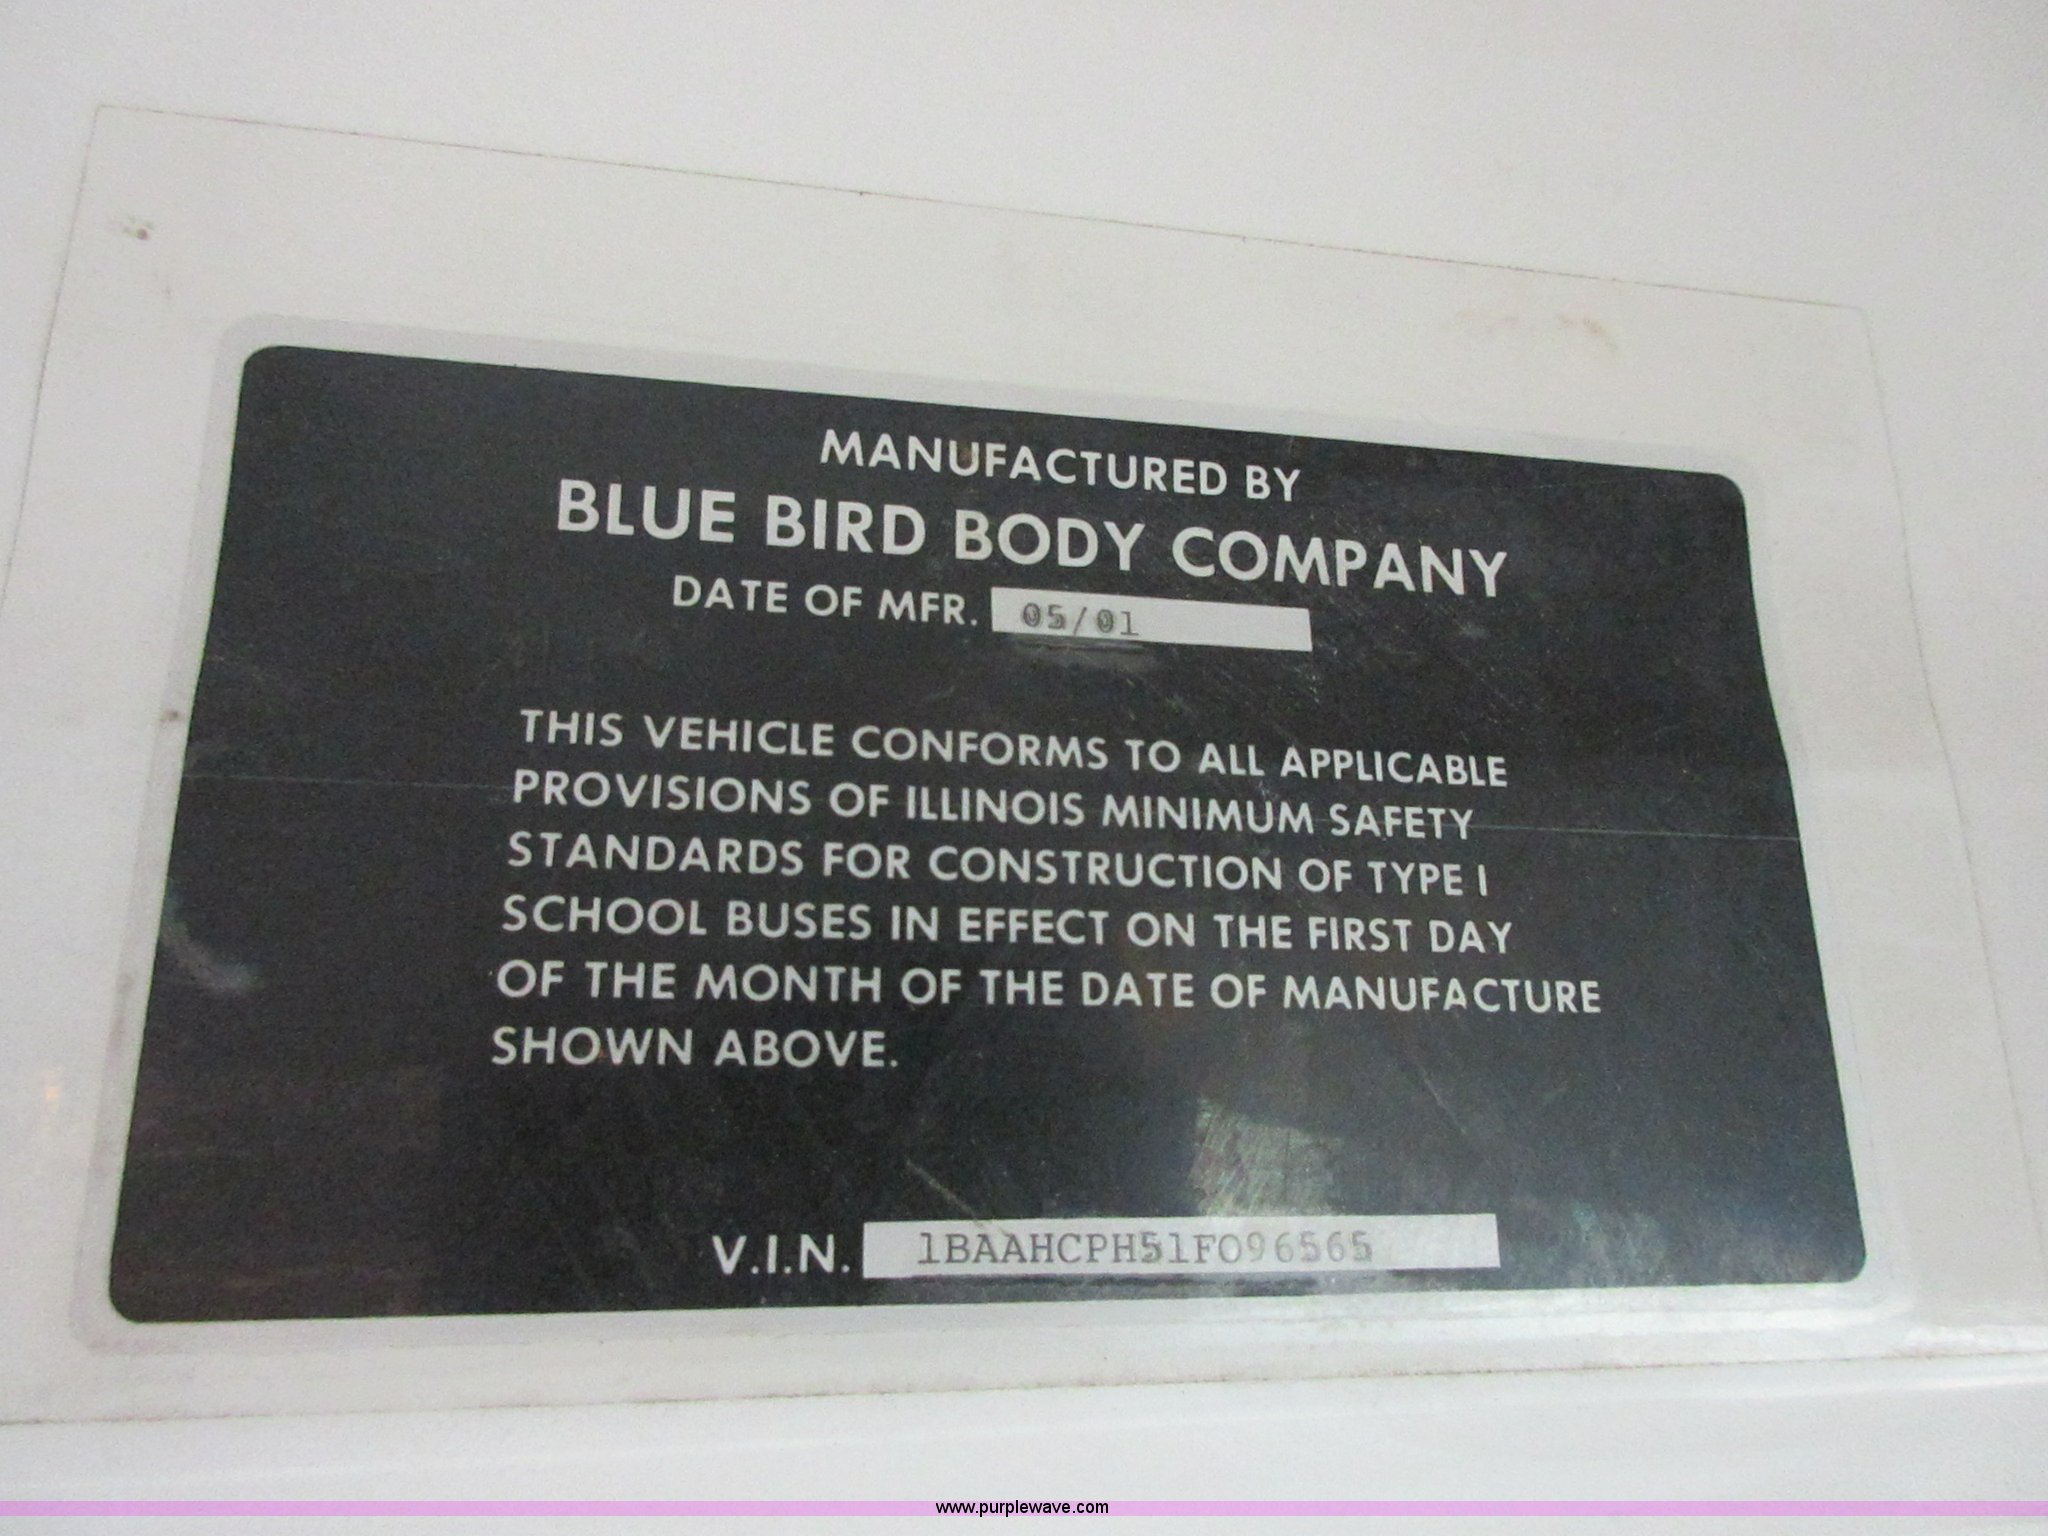 MANUFACTURED BY
BLUE BIRD BODY COMPANY
DATE OF MFR. 05/01
THIS VEHICLE CONFORMS TO ALL APPLICABLE
PROVISIONS OF ILLINOIS MINIMUM SAFETY
STANDARDS FOR CONSTRUCTION OF TYPE I
SCHOOL BUSES IN EFFECT ON THE FIRST DAY
OF THE MONTH OF THE DATE OF MANUFACTURE
SHOWN ABOVE.
V.I.N. 1BAAHCPH51F096565
www.purplewave.com